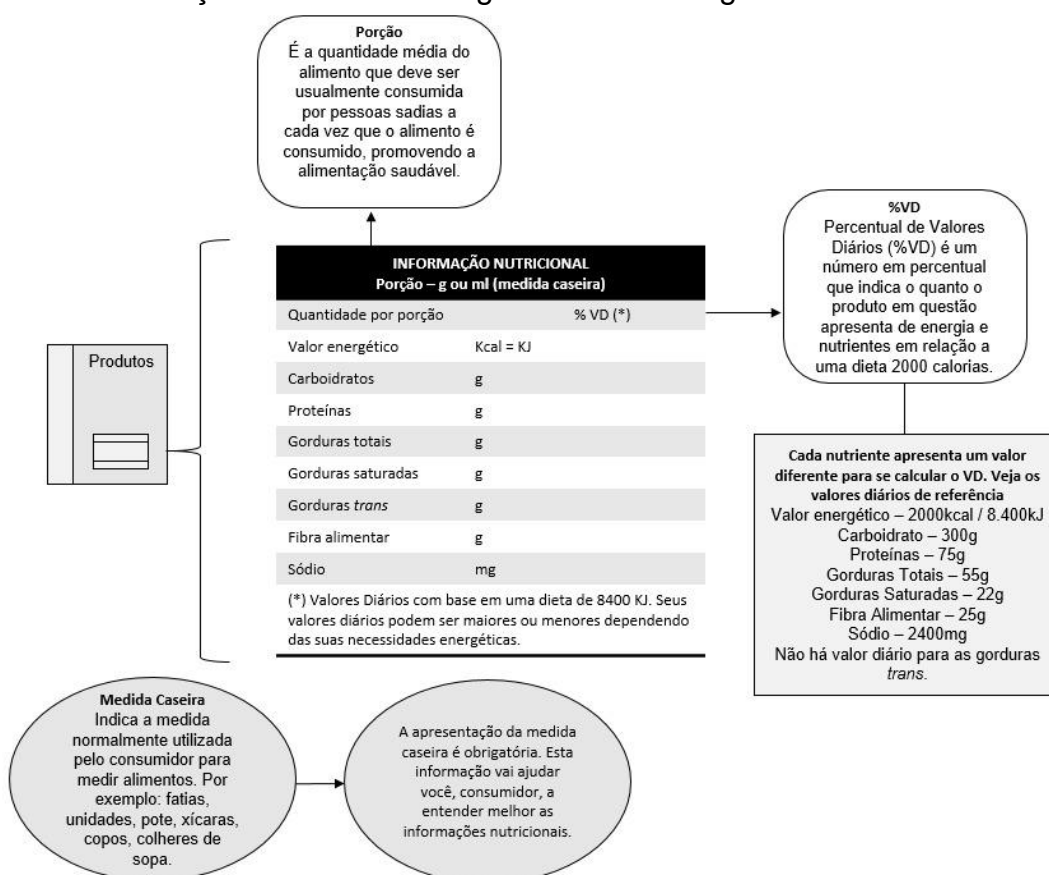 Porção
É a quantidade média do
alimento que deve ser
usualmente consumida
por pessoas sadias a
cada vez que o alimento é
consumido, promovendo a
alimentação saudável.
%VD
Percentual de Valores
Diários (%VD) é um
número em percentual
que indica o quanto o
produto em questão
apresenta de energia e
nutrientes em relação a
uma dieta 2000 calorias.
Produtos
INFORMAÇÃO NUTRICIONAL
Porção – g ou ml (medida caseira)
Quantidade por porção % VD (*)
Valor energético Kcal = KJ
Carboidratos g
Proteínas g
Gorduras totais g
Gorduras saturadas g
Gorduras trans g
Fibra alimentar g
Sódio mg
(*) Valores Diários com base em uma dieta de 8400 KJ. Seus
valores diários podem ser maiores ou menores dependendo
das suas necessidades energéticas.
Cada nutriente apresenta um valor
diferente para se calcular o VD. Veja os
valores diários de referência
Valor energético – 2000kcal / 8.400kJ
Carboidrato – 300g
Proteínas – 75g
Gorduras Totais – 55g
Gorduras Saturadas – 22g
Fibra Alimentar – 25g
Sódio – 2400mg
Não há valor diário para as gorduras
trans.
Medida Caseira
Indica a medida
normalmente utilizada
pelo consumidor para
medir alimentos. Por
exemplo: fatias,
unidades, pote, xícaras,
copos, colheres de
sopa.
A apresentação da medida
caseira é obrigatória. Esta
informação vai ajudar
você, consumidor, a
entender melhor as
informações nutricionais.